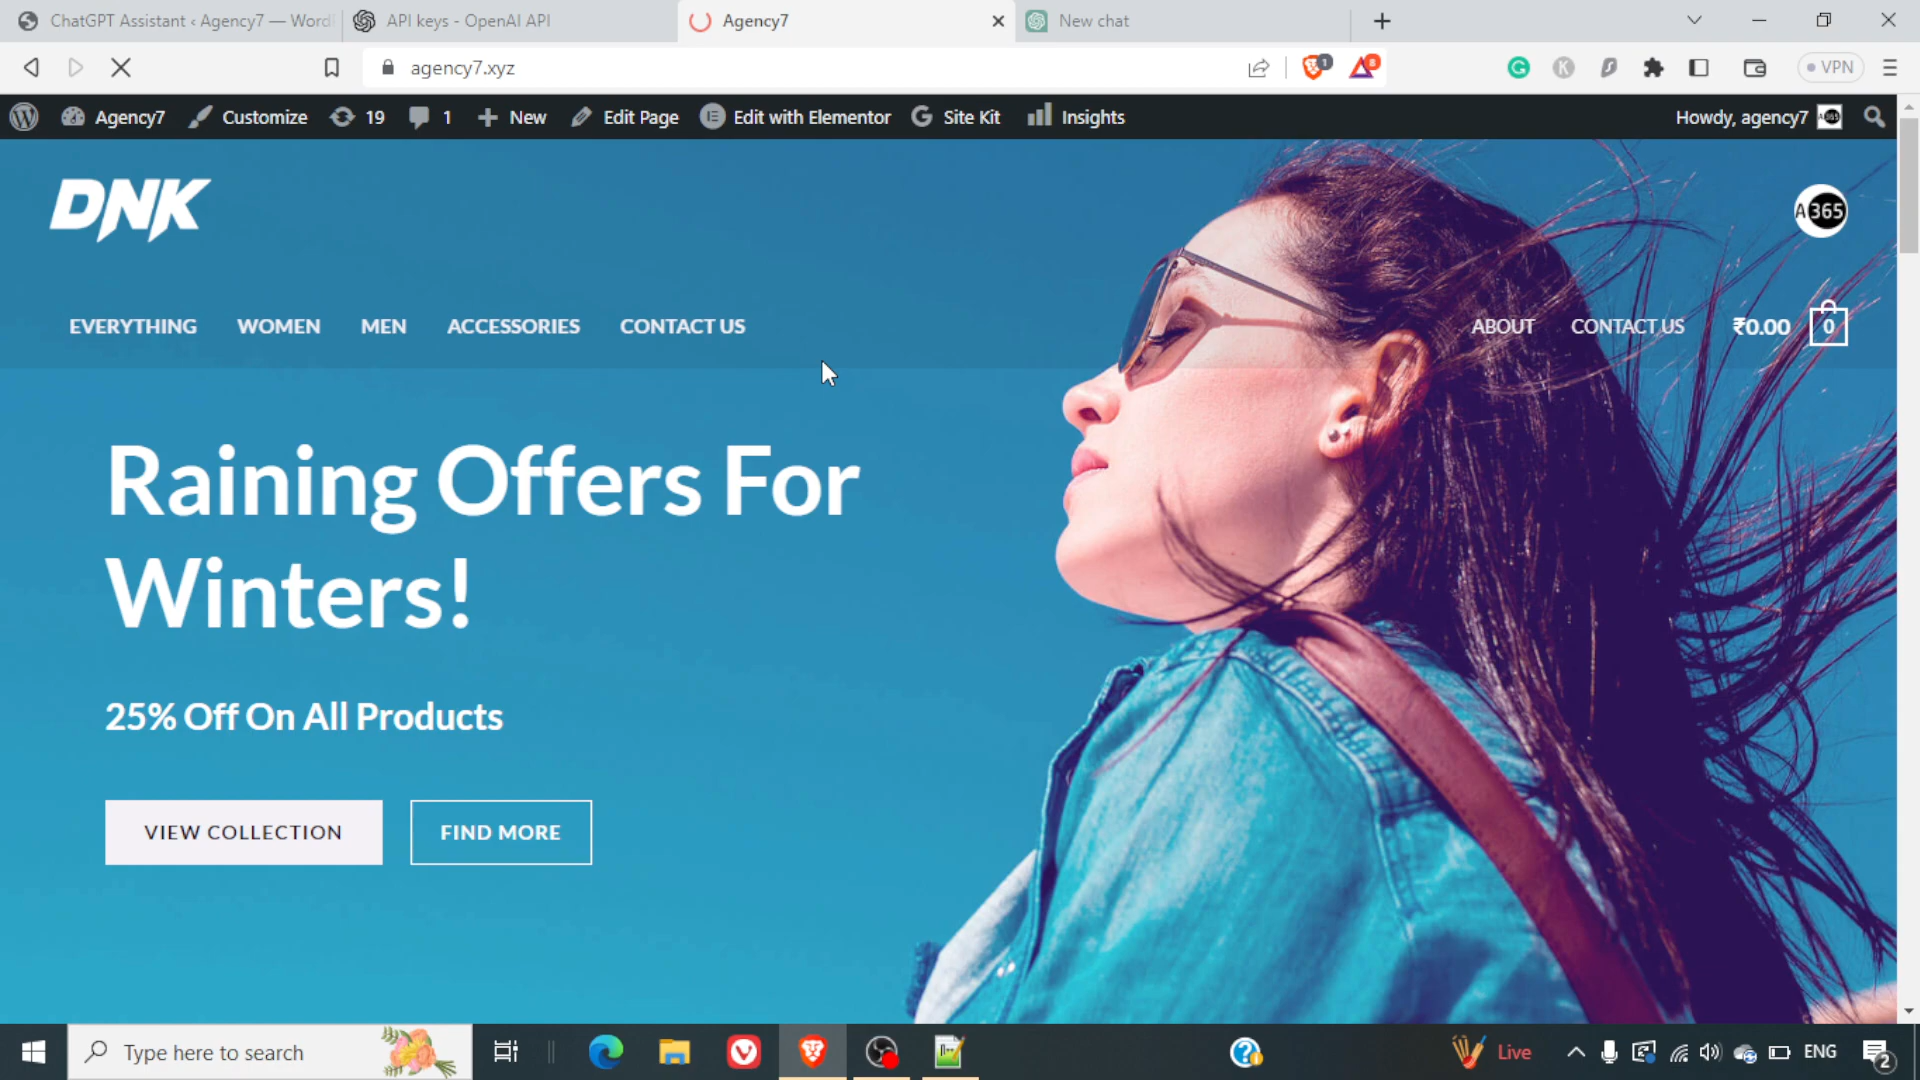 ChatGPT Assistant ‹ Agency7 — Word
API keys - OpenAI API
Agency7
New chat
agency7.xyz
1
8
VPN
Agency7
Customize
19
1
New
Edit Page
Edit with Elementor
Site Kit
Insights
Howdy, agency7
DNK
A365
EVERYTHING
WOMEN
MEN
ACCESSORIES
CONTACT US
ABOUT
CONTACT US
₹0.00
0
Raining Offers For
Winters!
25% Off On All Products
VIEW COLLECTION
FIND MORE
Type here to search
Live
ENG
2